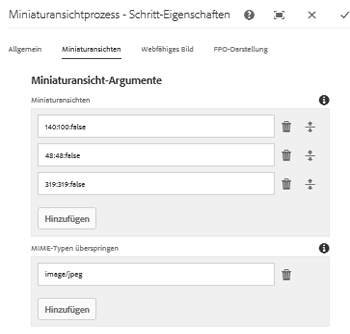 Miniaturansichtprozess - Schritt-Eigenschaften
Allgemein Miniaturansichten Webfähiges Bild FPO-Darstellung
Miniaturansicht-Argumente
Miniaturansichten
140:100:false
48:48:false
319:319:false
Hinzufügen
MIME-Typen überspringen
image/jpeg
Hinzufügen